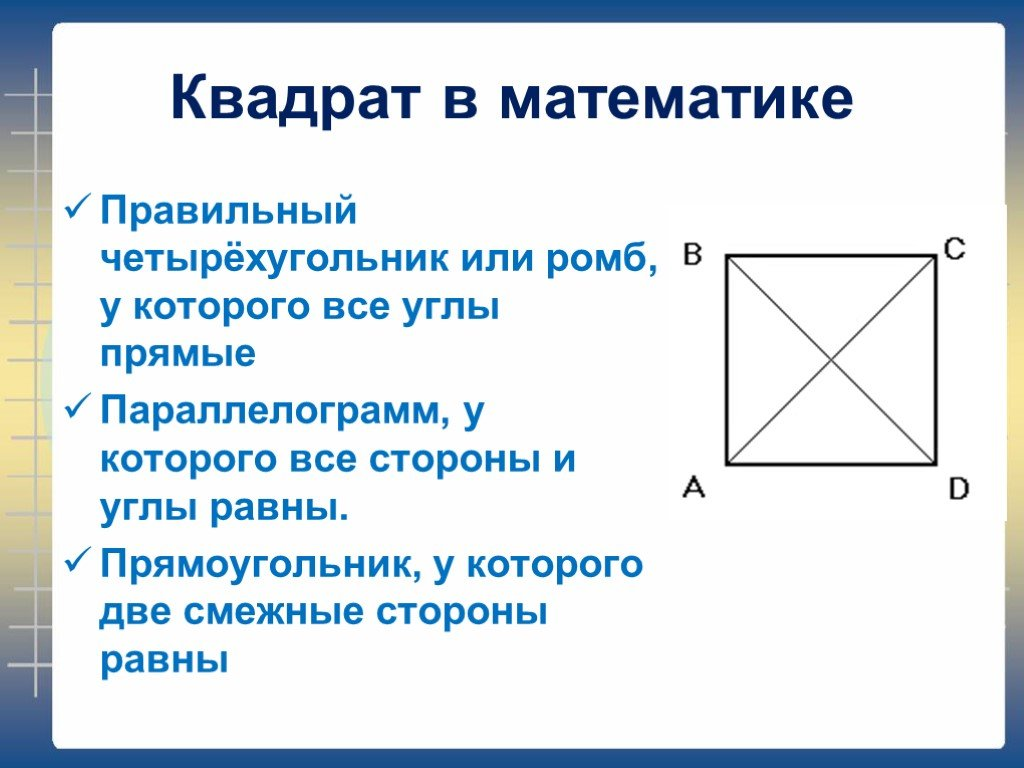 Квадрат в математике
Правильный
четырёхугольник или ромб,
у которого все углы
прямые
Параллелограмм, у
которого все стороны и
углы равны.
Прямоугольник, у которого
две смежные стороны
равны
B
C
A
D